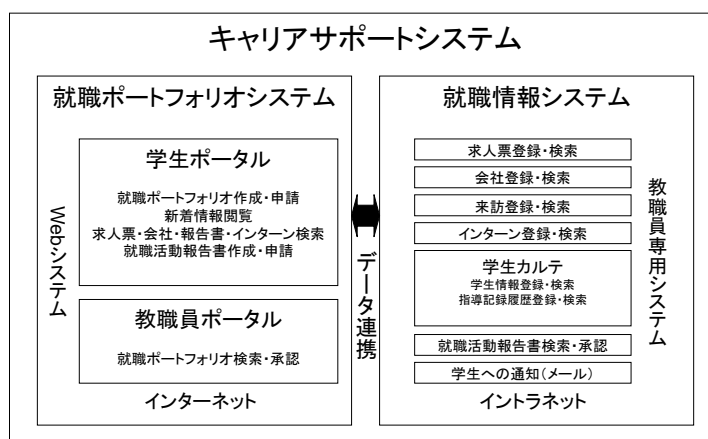 キャリアサポートシステム
就職ポートフォリオシステム
学生ポータル
就職ポートフォリオ作成・申請
新着情報閲覧
求人票・会社・報告書・インターン検索
就職活動報告書作成・申請
Webシステム
教職員ポータル
就職ポートフォリオ検索・承認
インターネット
データ連携
就職情報システム
求人票登録・検索
会社登録・検索
来訪登録・検索
インターン登録・検索
学生カルテ
学生情報登録・検索
指導記録履歴登録・検索
就職活動報告書検索・承認
学生への通知(メール)
教職員専用システム
イントラネット